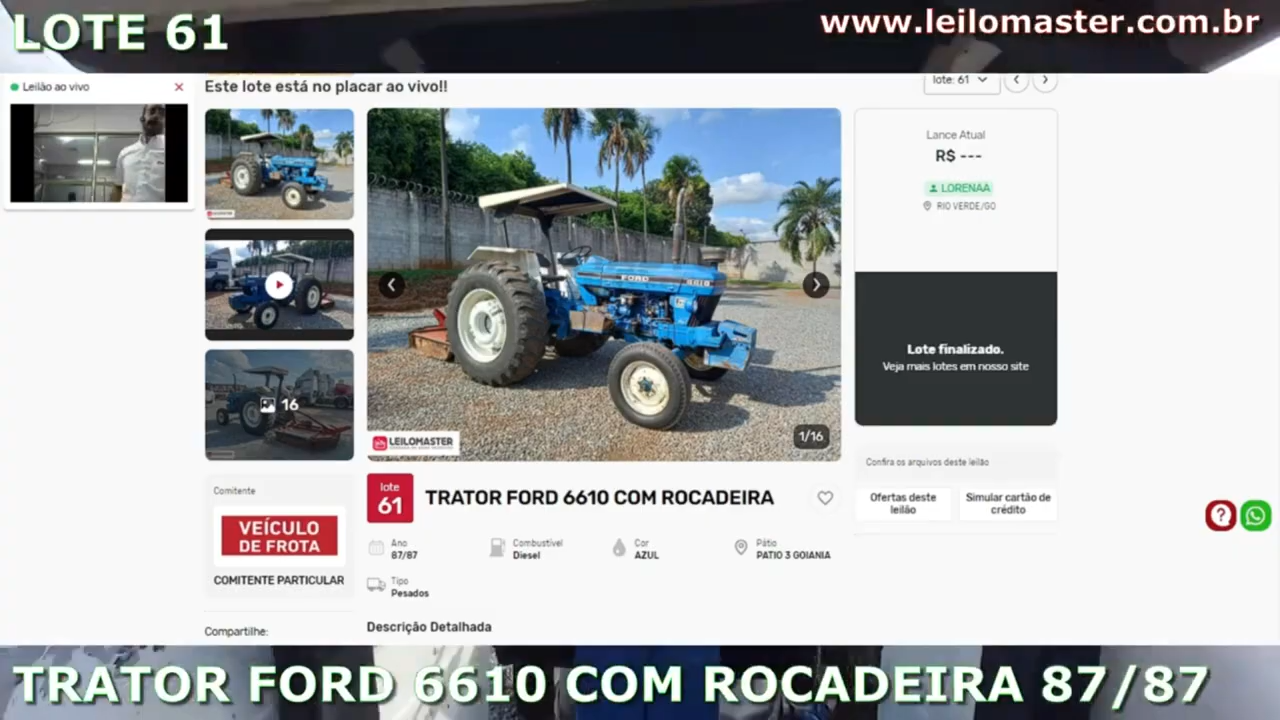 LOTE 61
www.leilomaster.com.br
Leilão ao vivo
Este lote está no placar ao vivo!!
lote: 61
Lance Atual
R$ ---
LORENAA
RIO VERDE/GO
FORD
6610
16
LEILOMASTER
1/16
Lote finalizado.
Veja mais lotes em nosso site
Confira os arquivos deste leilão
Ofertas deste
leilão
Simular cartão de
crédito
Comitente
VEÍCULO
DE FROTA
COMITENTE PARTICULAR
Compartilhe:
lote
61
TRATOR FORD 6610 COM ROCADEIRA
Ano
87/87
Combustível
Diesel
Cor
AZUL
Pátio
PATIO 3 GOIANIA
Tipo
Pesados
Descrição Detalhada
TRATOR FORD 6610 COM ROCADEIRA 87/87